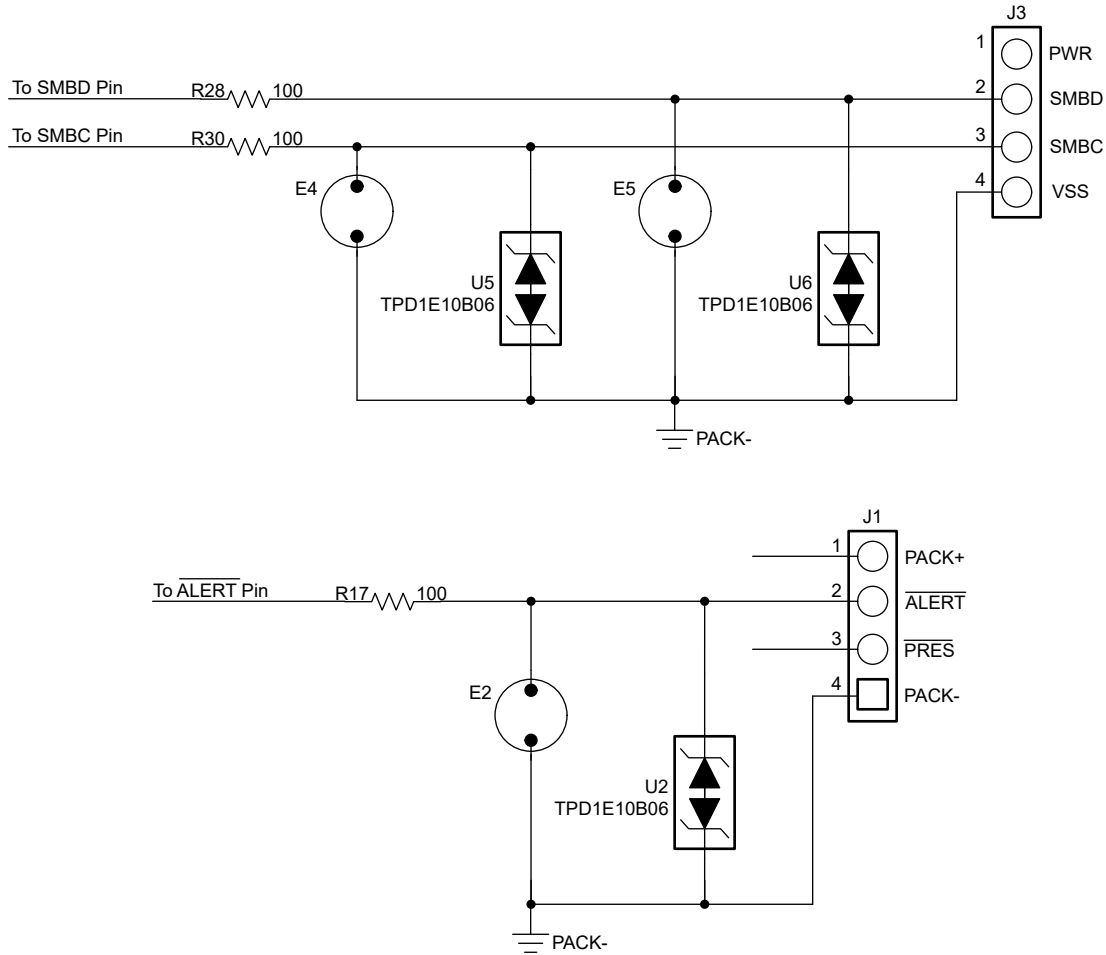 J3
1
PWR
To SMBD Pin
R28
100
2
SMBD
To SMBC Pin
R30
100
3
SMBC
E4
E5
4
VSS
U5
TPD1E10B06
U6
TPD1E10B06
PACK-
J1
1
PACK+
To ALERT Pin
R17
100
2
ALERT
3
PRES
E2
4
PACK-
U2
TPD1E10B06
PACK-